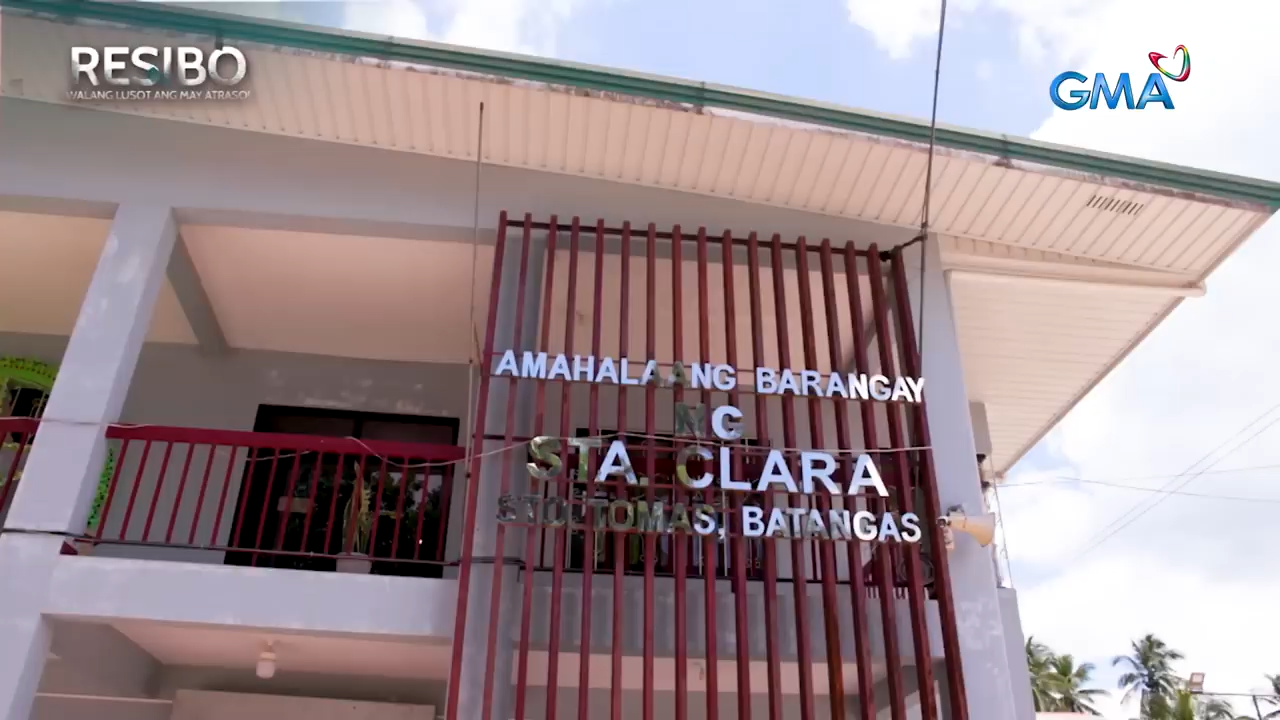 RESIBO
WALANG LUSOT ANG MAY ATRASO!
GMA
AMAHALAANG BARANGAY
NG
STA. CLARA
STO. TOMAS, BATANGAS